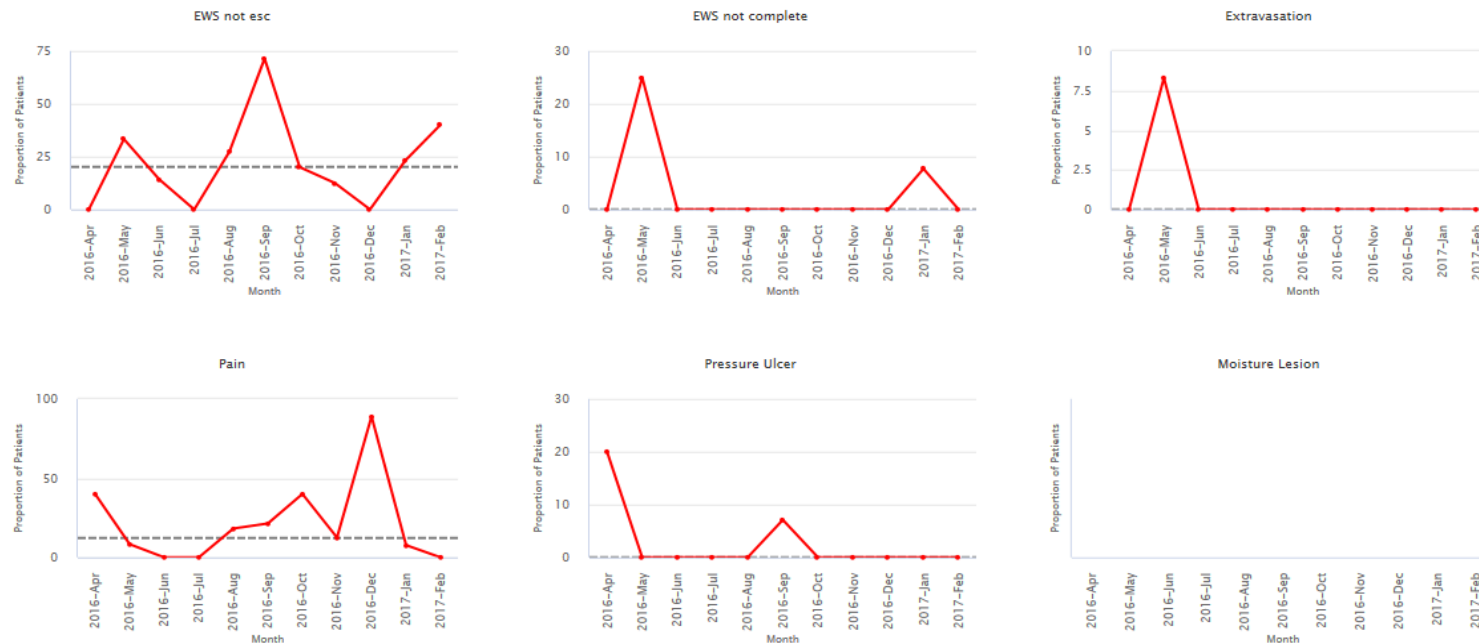 EWS not esc
Proportion of Patients
75
50
25
0
2016-Apr
2016-May
2016-Jun
2016-Jul
2016-Aug
2016-Sep
2016-Oct
2016-Nov
2016-Dec
2017-Jan
2017-Feb
Month
EWS not complete
Proportion of Patients
30
20
10
0
2016-Apr
2016-May
2016-Jun
2016-Jul
2016-Aug
2016-Sep
2016-Oct
2016-Nov
2016-Dec
2017-Jan
2017-Feb
Month
Extravasation
Proportion of Patients
10
7.5
5
2.5
0
2016-Apr
2016-May
2016-Jun
2016-Jul
2016-Aug
2016-Sep
2016-Oct
2016-Nov
2016-Dec
2017-Jan
2017-Feb
Month
Pain
Proportion of Patients
100
50
0
2016-Apr
2016-May
2016-Jun
2016-Jul
2016-Aug
2016-Sep
2016-Oct
2016-Nov
2016-Dec
2017-Jan
2017-Feb
Month
Pressure Ulcer
Proportion of Patients
30
20
10
0
2016-Apr
2016-May
2016-Jun
2016-Jul
2016-Aug
2016-Sep
2016-Oct
2016-Nov
2016-Dec
2017-Jan
2017-Feb
Month
Moisture Lesion
Proportion of Patients
2016-Apr
2016-May
2016-Jun
2016-Jul
2016-Aug
2016-Sep
2016-Oct
2016-Nov
2016-Dec
2017-Jan
2017-Feb
Month